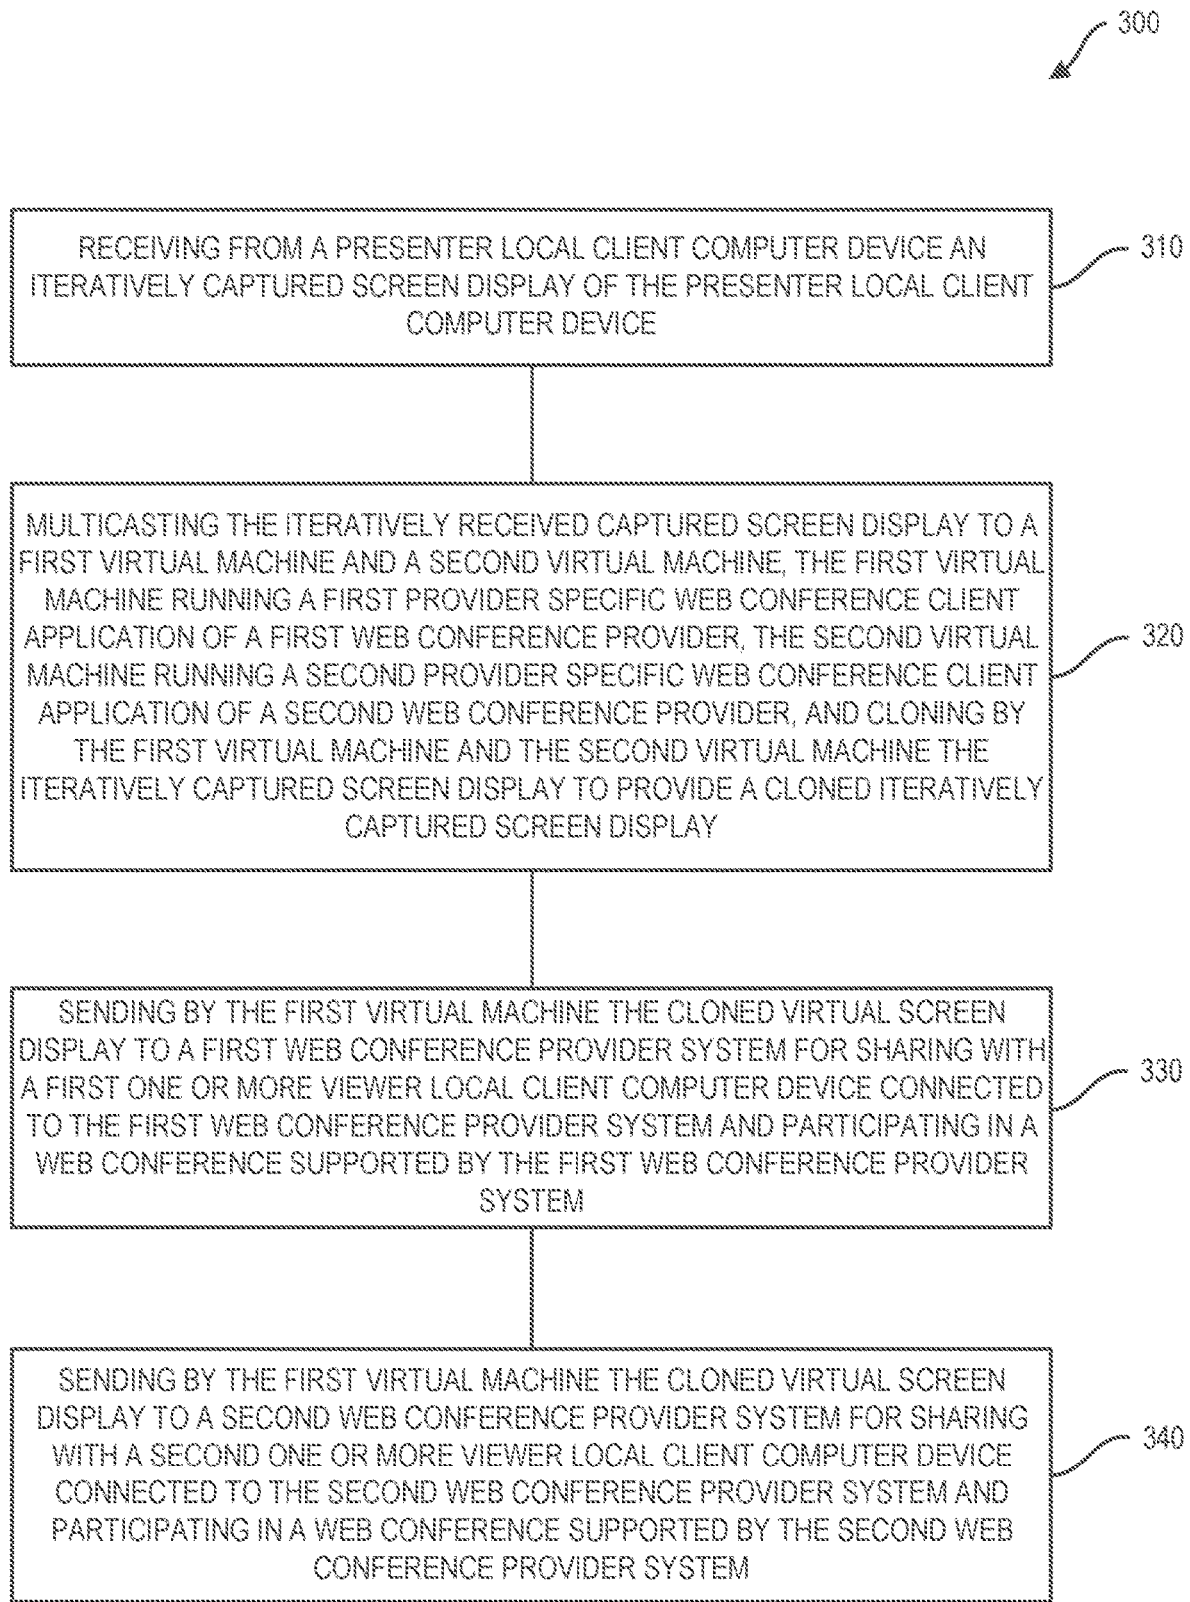 300
RECEIVING FROM A PRESENTER LOCAL CLIENT COMPUTER DEVICE AN
ITERATIVELY CAPTURED SCREEN DISPLAY OF THE PRESENTER LOCAL CLIENT
COMPUTER DEVICE
310
MULTICASTING THE ITERATIVELY RECEIVED CAPTURED SCREEN DISPLAY TO A
FIRST VIRTUAL MACHINE AND A SECOND VIRTUAL MACHINE, THE FIRST VIRTUAL
MACHINE RUNNING A FIRST PROVIDER SPECIFIC WEB CONFERENCE CLIENT
APPLICATION OF A FIRST WEB CONFERENCE PROVIDER, THE SECOND VIRTUAL
MACHINE RUNNING A SECOND PROVIDER SPECIFIC WEB CONFERENCE CLIENT
APPLICATION OF A SECOND WEB CONFERENCE PROVIDER, AND CLONING BY
THE FIRST VIRTUAL MACHINE AND THE SECOND VIRTUAL MACHINE THE
ITERATIVELY CAPTURED SCREEN DISPLAY TO PROVIDE A CLONED ITERATIVELY
CAPTURED SCREEN DISPLAY
320
SENDING BY THE FIRST VIRTUAL MACHINE THE CLONED VIRTUAL SCREEN
DISPLAY TO A FIRST WEB CONFERENCE PROVIDER SYSTEM FOR SHARING WITH
A FIRST ONE OR MORE VIEWER LOCAL CLIENT COMPUTER DEVICE CONNECTED
TO THE FIRST WEB CONFERENCE PROVIDER SYSTEM AND PARTICIPATING IN A
WEB CONFERENCE SUPPORTED BY THE FIRST WEB CONFERENCE PROVIDER
SYSTEM
330
SENDING BY THE FIRST VIRTUAL MACHINE THE CLONED VIRTUAL SCREEN
DISPLAY TO A SECOND WEB CONFERENCE PROVIDER SYSTEM FOR SHARING
WITH A SECOND ONE OR MORE VIEWER LOCAL CLIENT COMPUTER DEVICE
CONNECTED TO THE SECOND WEB CONFERENCE PROVIDER SYSTEM AND
PARTICIPATING IN A WEB CONFERENCE SUPPORTED BY THE SECOND WEB
CONFERENCE PROVIDER SYSTEM
340